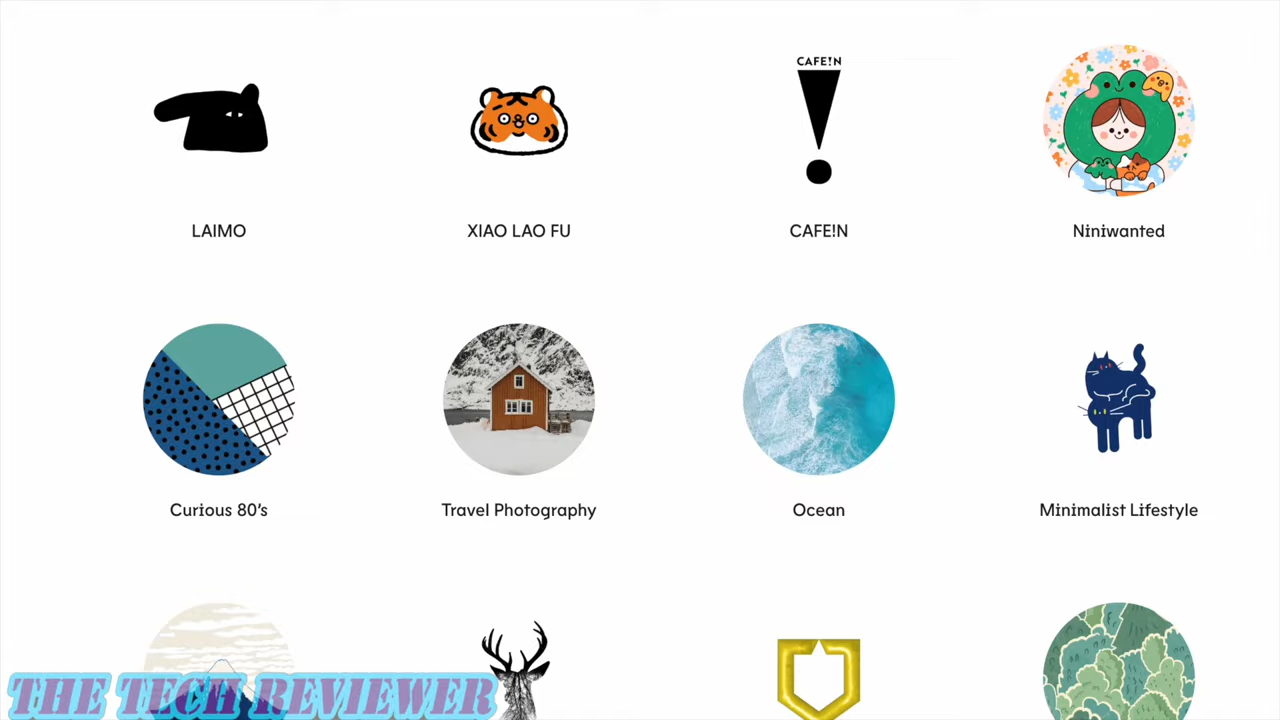 CAFE!N
LAIMO
XIAO LAO FU
CAFE!N
Niniwanted
Curious 80's
Travel Photography
Ocean
Minimalist Lifestyle
THE TECH REVIEWER